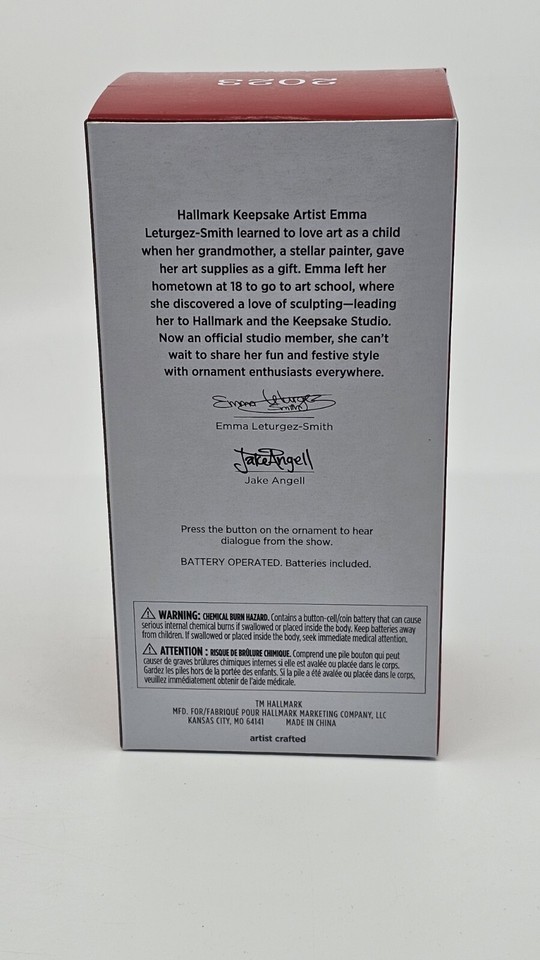 2023
Hallmark Keepsake Artist Emma
Leturgez-Smith learned to love art as a child
when her grandmother, a stellar painter, gave
her art supplies as a gift. Emma left her
hometown at 18 to go to art school, where
she discovered a love of sculpting—leading
her to Hallmark and the Keepsake Studio.
Now an official studio member, she can't
wait to share her fun and festive style
with ornament enthusiasts everywhere.
Emma Leturgez-
Smith
Emma Leturgez-Smith
Jake Angell
Jake Angell
Press the button on the ornament to hear
dialogue from the show.
BATTERY OPERATED. Batteries included.
⚠ WARNING: CHEMICAL BURN HAZARD. Contains a button-cell/coin battery that can cause
serious internal chemical burns if swallowed or placed inside the body. Keep batteries away
from children. If swallowed or placed inside the body, seek immediate medical attention.
⚠ ATTENTION : RISQUE DE BRÛLURE CHIMIQUE. Comprend une pile bouton qui peut
causer de graves brûlures chimiques internes si elle est avalée ou placée dans le corps.
Gardez les piles hors de la portée des enfants. Si la pile a été avalée ou placée dans le corps,
veuillez immédiatement obtenir de l'aide médicale.
TM HALLMARK
MFD. FOR/FABRIQUÉ POUR HALLMARK MARKETING COMPANY, LLC
KANSAS CITY, MO 64141 MADE IN CHINA
artist crafted